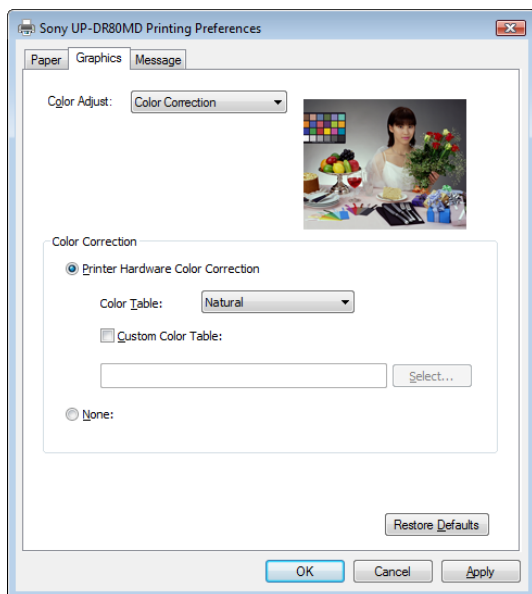 Sony UP-DR80MD Printing Preferences
Paper Graphics Message
Color Adjust: Color Correction
Color Correction
Printer Hardware Color Correction
Color Table: Natural
Custom Color Table:
Select...
None:
Restore Defaults
OK Cancel Apply